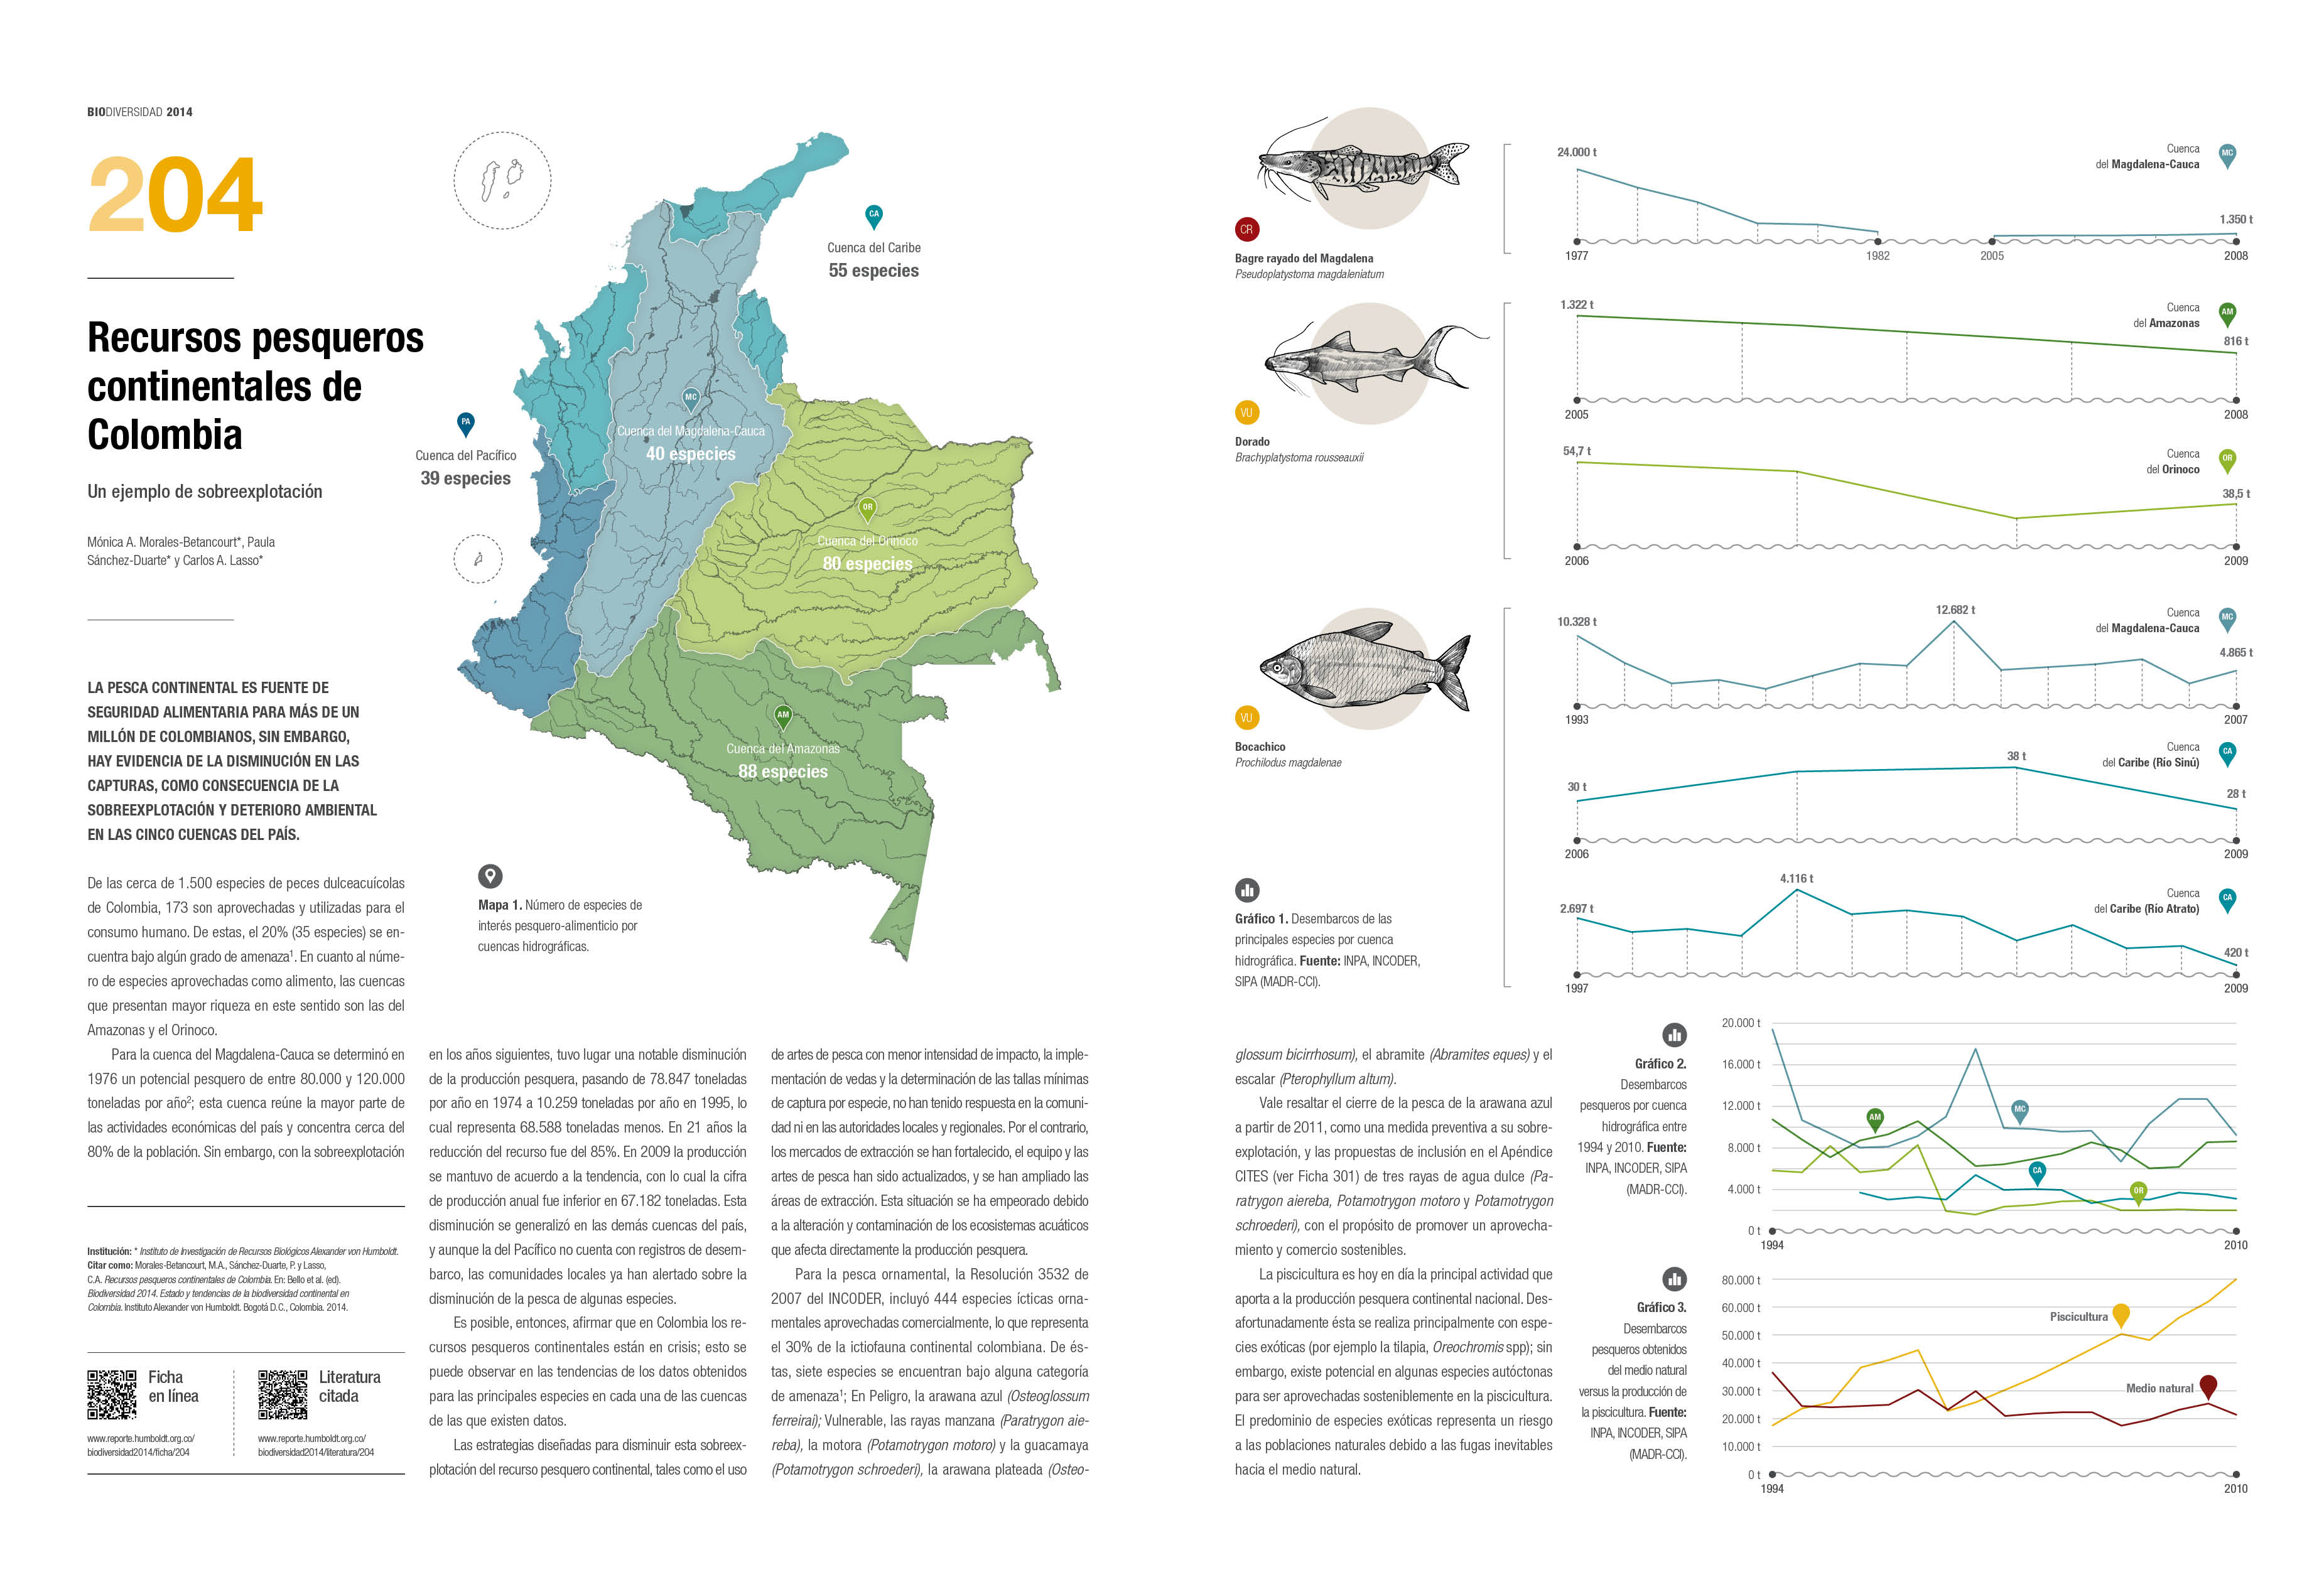 BIODIVERSIDAD 2014
204
Recursos pesqueros
continentales de
Colombia
Un ejemplo de sobreexplotación
Mónica A. Morales-Betancourt*, Paula
Sánchez-Duarte* y Carlos A. Lasso*
LA PESCA CONTINENTAL ES FUENTE DE
SEGURIDAD ALIMENTARIA PARA MÁS DE UN
MILLÓN DE COLOMBIANOS, SIN EMBARGO,
HAY EVIDENCIA DE LA DISMINUCIÓN EN LAS
CAPTURAS, COMO CONSECUENCIA DE LA
SOBREEXPLOTACIÓN Y DETERIORO AMBIENTAL
EN LAS CINCO CUENCAS DEL PAÍS.
De las cerca de 1.500 especies de peces dulceacuícolas
de Colombia, 173 son aprovechadas y utilizadas para el
consumo humano. De estas, el 20% (35 especies) se en-
cuentra bajo algún grado de amenaza¹. En cuanto al núme-
ro de especies aprovechadas como alimento, las cuencas
que presentan mayor riqueza en este sentido son las del
Amazonas y el Orinoco.
Para la cuenca del Magdalena-Cauca se determinó en
1976 un potencial pesquero de entre 80.000 y 120.000
toneladas por año²; esta cuenca reúne la mayor parte de
las actividades económicas del país y concentra cerca del
80% de la población. Sin embargo, con la sobreexplotación
Institución: * Instituto de Investigación de Recursos Biológicos Alexander von Humboldt.
Citar como: Morales-Betancourt, M.A., Sánchez-Duarte, P. y Lasso,
C.A. Recursos pesqueros continentales de Colombia. En: Bello et al. (ed).
Biodiversidad 2014. Estado y tendencias de la biodiversidad continental en
Colombia. Instituto Alexander von Humboldt. Bogotá D.C., Colombia. 2014.
Ficha
en línea
www.reporte.humboldt.org.co/
biodiversidad2014/ficha/204
Literatura
citada
www.reporte.humboldt.org.co/
biodiversidad2014/literatura/204
CA
Cuenca del Caribe
55 especies
MC
Cuenca del Magdalena-Cauca
40 especies
PA
Cuenca del Pacífico
39 especies
OR
Cuenca del Orinoco
80 especies
AM
Cuenca del Amazonas
88 especies
Mapa 1. Número de especies de
interés pesquero-alimenticio por
cuencas hidrográficas.
en los años siguientes, tuvo lugar una notable disminución
de la producción pesquera, pasando de 78.847 toneladas
por año en 1974 a 10.259 toneladas por año en 1995, lo
cual representa 68.588 toneladas menos. En 21 años la
reducción del recurso fue del 85%. En 2009 la producción
se mantuvo de acuerdo a la tendencia, con lo cual la cifra
de producción anual fue inferior en 67.182 toneladas. Esta
disminución se generalizó en las demás cuencas del país,
y aunque la del Pacífico no cuenta con registros de desem-
barco, las comunidades locales ya han alertado sobre la
disminución de la pesca de algunas especies.
Es posible, entonces, afirmar que en Colombia los re-
cursos pesqueros continentales están en crisis; esto se
puede observar en las tendencias de los datos obtenidos
para las principales especies en cada una de las cuencas
de las que existen datos.
Las estrategias diseñadas para disminuir esta sobreex-
plotación del recurso pesquero continental, tales como el uso
de artes de pesca con menor intensidad de impacto, la imple-
mentación de vedas y la determinación de las tallas mínimas
de captura por especie, no han tenido respuesta en la comuni-
dad ni en las autoridades locales y regionales. Por el contrario,
los mercados de extracción se han fortalecido, el equipo y las
artes de pesca han sido actualizados, y se han ampliado las
áreas de extracción. Esta situación se ha empeorado debido
a la alteración y contaminación de los ecosistemas acuáticos
que afecta directamente la producción pesquera.
Para la pesca ornamental, la Resolución 3532 de
2007 del INCODER, incluyó 444 especies ícticas orna-
mentales aprovechadas comercialmente, lo que representa
el 30% de la ictiofauna continental colombiana. De és-
tas, siete especies se encuentran bajo alguna categoría
de amenaza¹; En Peligro, la arawana azul (Osteoglossum
ferreirai); Vulnerable, las rayas manzana (Paratrygon aie-
reba), la motora (Potamotrygon motoro) y la guacamaya
(Potamotrygon schroederi), la arawana plateada (Osteo-
CR
Bagre rayado del Magdalena
Pseudoplatystoma magdaleniatum
24.000 t
Cuenca
del Magdalena-Cauca
MC
1.350 t
1977
1982
2005
2008
VU
Dorado
Brachyplatystoma rousseauxii
1.322 t
Cuenca
del Amazonas
AM
816 t
2005
2008
54,7 t
Cuenca
del Orinoco
OR
38,5 t
2006
2009
VU
Bocachico
Prochilodus magdalenae
10.328 t
12.682 t
Cuenca
del Magdalena-Cauca
MC
4.865 t
1993
2007
30 t
38 t
Cuenca
del Caribe (Río Sinú)
CA
28 t
2006
2009
2.697 t
4.116 t
Cuenca
del Caribe (Río Atrato)
CA
420 t
1997
2009
Gráfico 1. Desembarcos de las
principales especies por cuenca
hidrográfica. Fuente: INPA, INCODER,
SIPA (MADR-CCI).
glossum bicirrhosum), el abramite (Abramites eques) y el
escalar (Pterophyllum altum).
Vale resaltar el cierre de la pesca de la arawana azul
a partir de 2011, como una medida preventiva a su sobre-
explotación, y las propuestas de inclusión en el Apéndice
CITES (ver Ficha 301) de tres rayas de agua dulce (Pa-
ratrygon aiereba, Potamotrygon motoro y Potamotrygon
schroederi), con el propósito de promover un aprovecha-
miento y comercio sostenibles.
La piscicultura es hoy en día la principal actividad que
aporta a la producción pesquera continental nacional. Des-
afortunadamente ésta se realiza principalmente con espe-
cies exóticas (por ejemplo la tilapia, Oreochromis spp); sin
embargo, existe potencial en algunas especies autóctonas
para ser aprovechadas sosteniblemente en la piscicultura.
El predominio de especies exóticas representa un riesgo
a las poblaciones naturales debido a las fugas inevitables
hacia el medio natural.
Gráfico 2.
Desembarcos
pesqueros por cuenca
hidrográfica entre
1994 y 2010. Fuente:
INPA, INCODER, SIPA
(MADR-CCI).
20.000 t
16.000 t
12.000 t
8.000 t
4.000 t
0 t
AM
MC
CA
OR
1994
2010
Gráfico 3.
Desembarcos
pesqueros obtenidos
del medio natural
versus la producción de
la piscicultura. Fuente:
INPA, INCODER, SIPA
(MADR-CCI).
80.000 t
60.000 t
50.000 t
40.000 t
30.000 t
20.000 t
10.000 t
0 t
Piscicultura
Medio natural
1994
2010